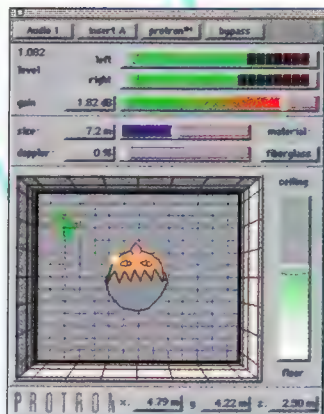 Audio 1 insert A protron™ bypass
1.082 left
level right
gain 1.82 dB
size 7.2 m material
doppler 0 % fiberglass
ceiling
floor
PROTRON x. 4.79 m y. 4.22 m z. 2.50 m